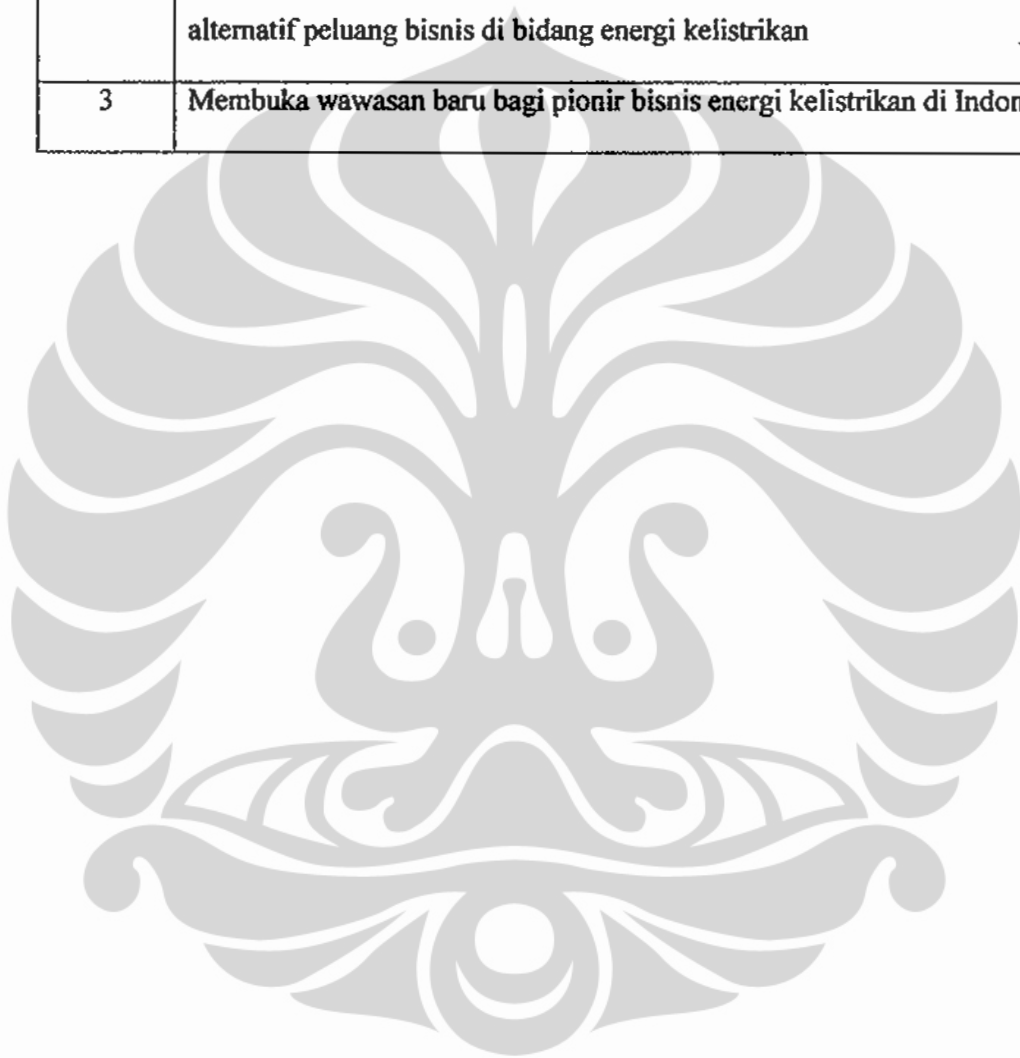 alternatif peluang bisnis di bidang energi kelistrikan
3 Membuka wawasan baru bagi pionir bisnis energi kelistrikan di